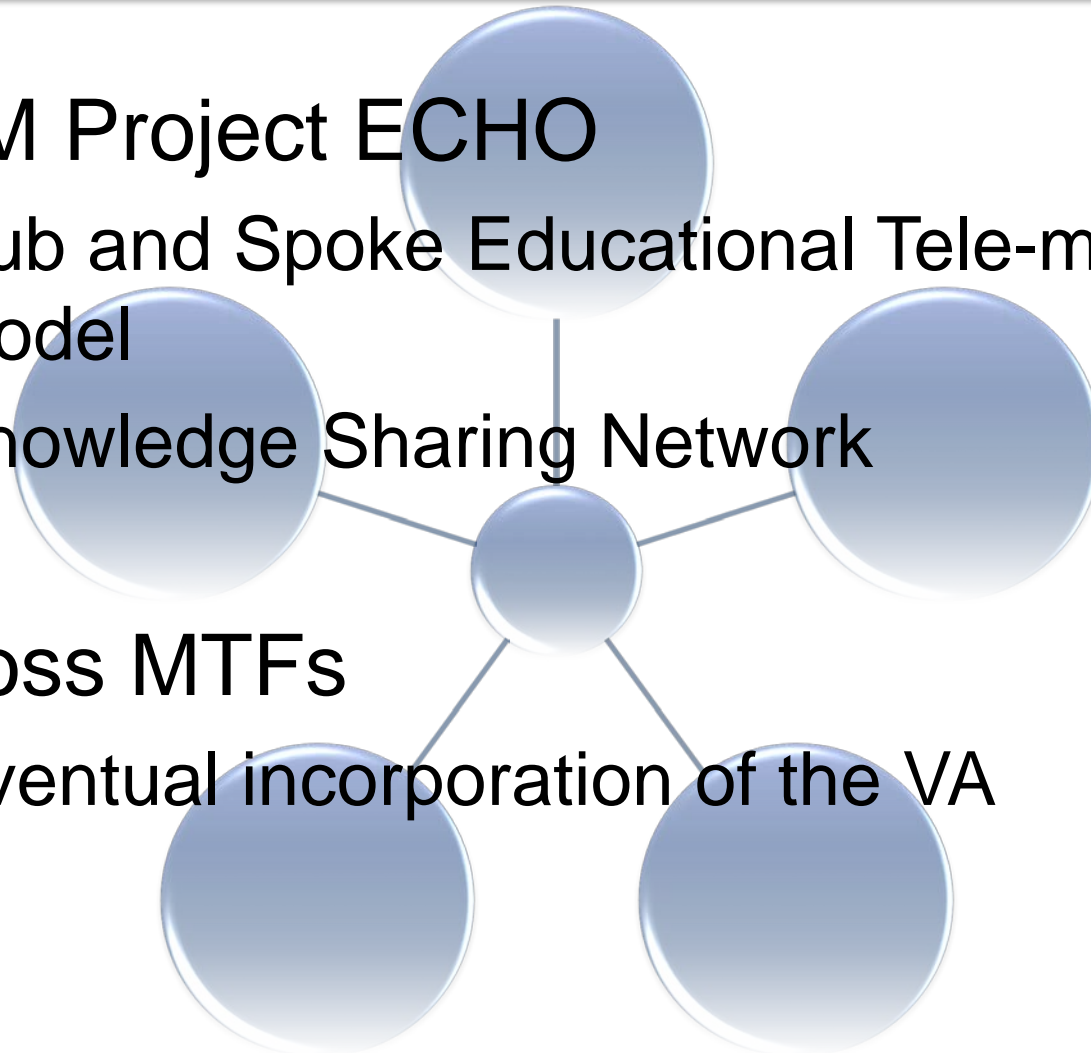 M Project ECHO
ub and Spoke Educational Tele-m
odel
nowledge Sharing Network
oss MTFs
ventual incorporation of the VA